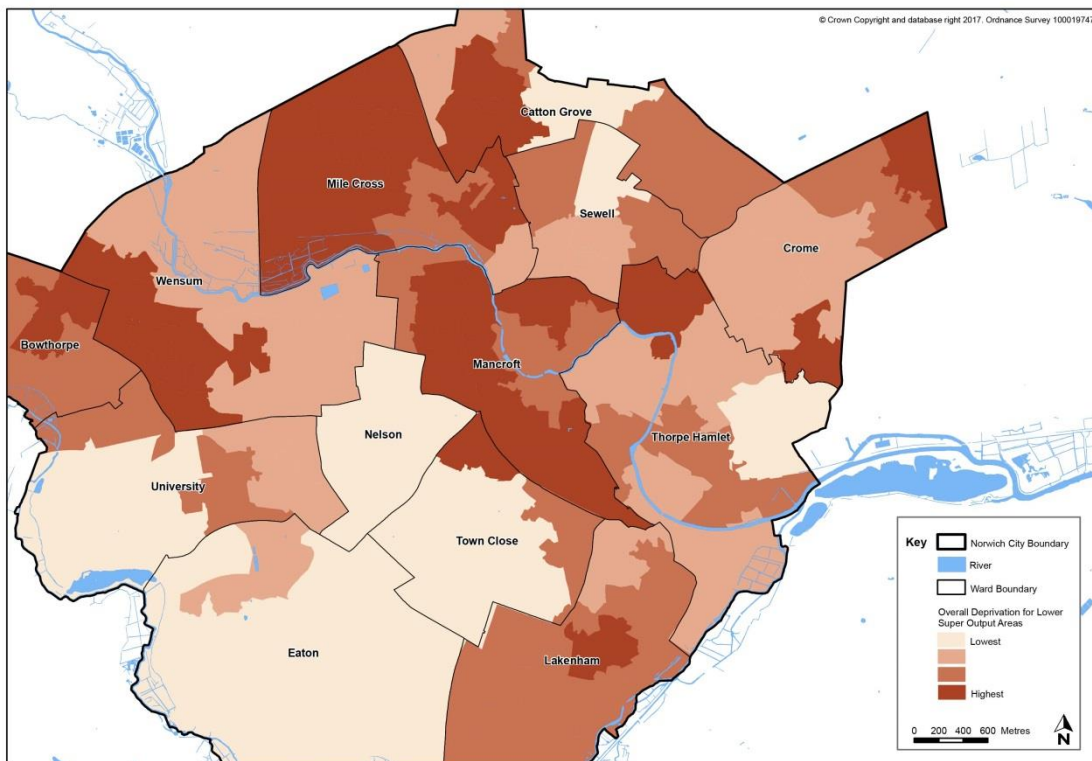 © Crown Copyright and database right 2017. Ordnance Survey 100019747
Catton Grove
Mile Cross
Sewell
Crome
Wensum
Bowthorpe
Mancroft
Nelson
Thorpe Hamlet
University
Town Close
Eaton
Lakenham
Key
Norwich City Boundary
River
Ward Boundary
Overall Deprivation for Lower
Super Output Areas
Lowest
Highest
0 200 400 600 Metres
N